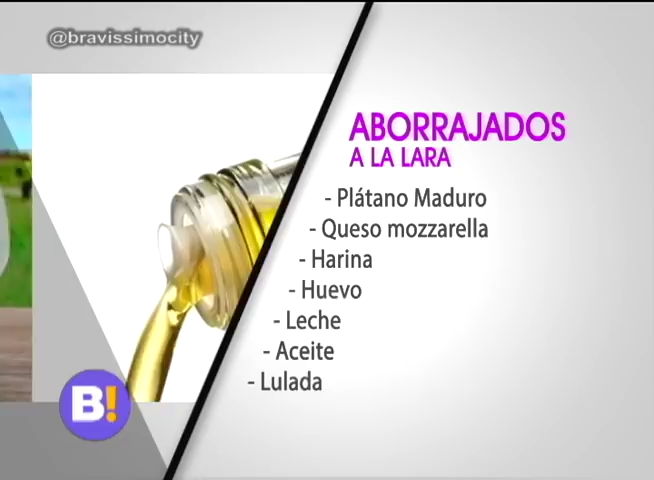 @bravissimocity
ABORRAJADOS
A LA LARA
- Plátano Maduro
- Queso mozzarella
- Harina
- Huevo
- Leche
- Aceite
- Lulada
B!